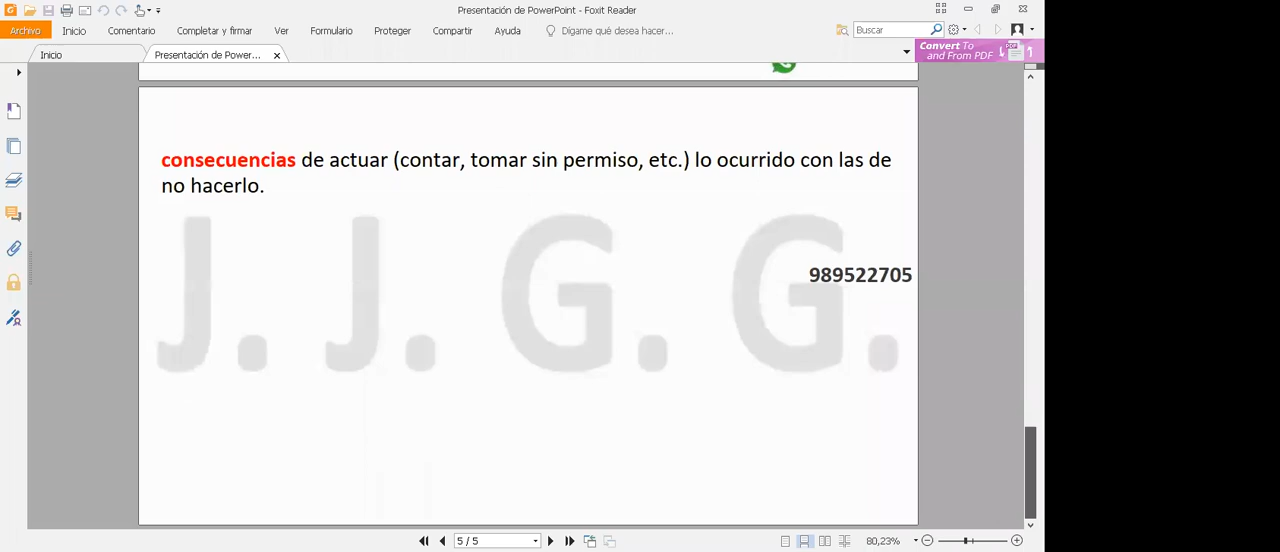 Presentación de PowerPoint - Foxit Reader
Archivo Inicio Comentario Completar y firmar Ver Formulario Proteger Compartir Ayuda Dígame qué desea hacer... Buscar
Inicio Presentación de Power... Convert To
and From PDF PDF
consecuencias de actuar (contar, tomar sin permiso, etc.) lo ocurrido con las de
no hacerlo.
989522705
J. J. G. G.
5 / 5 80,23%